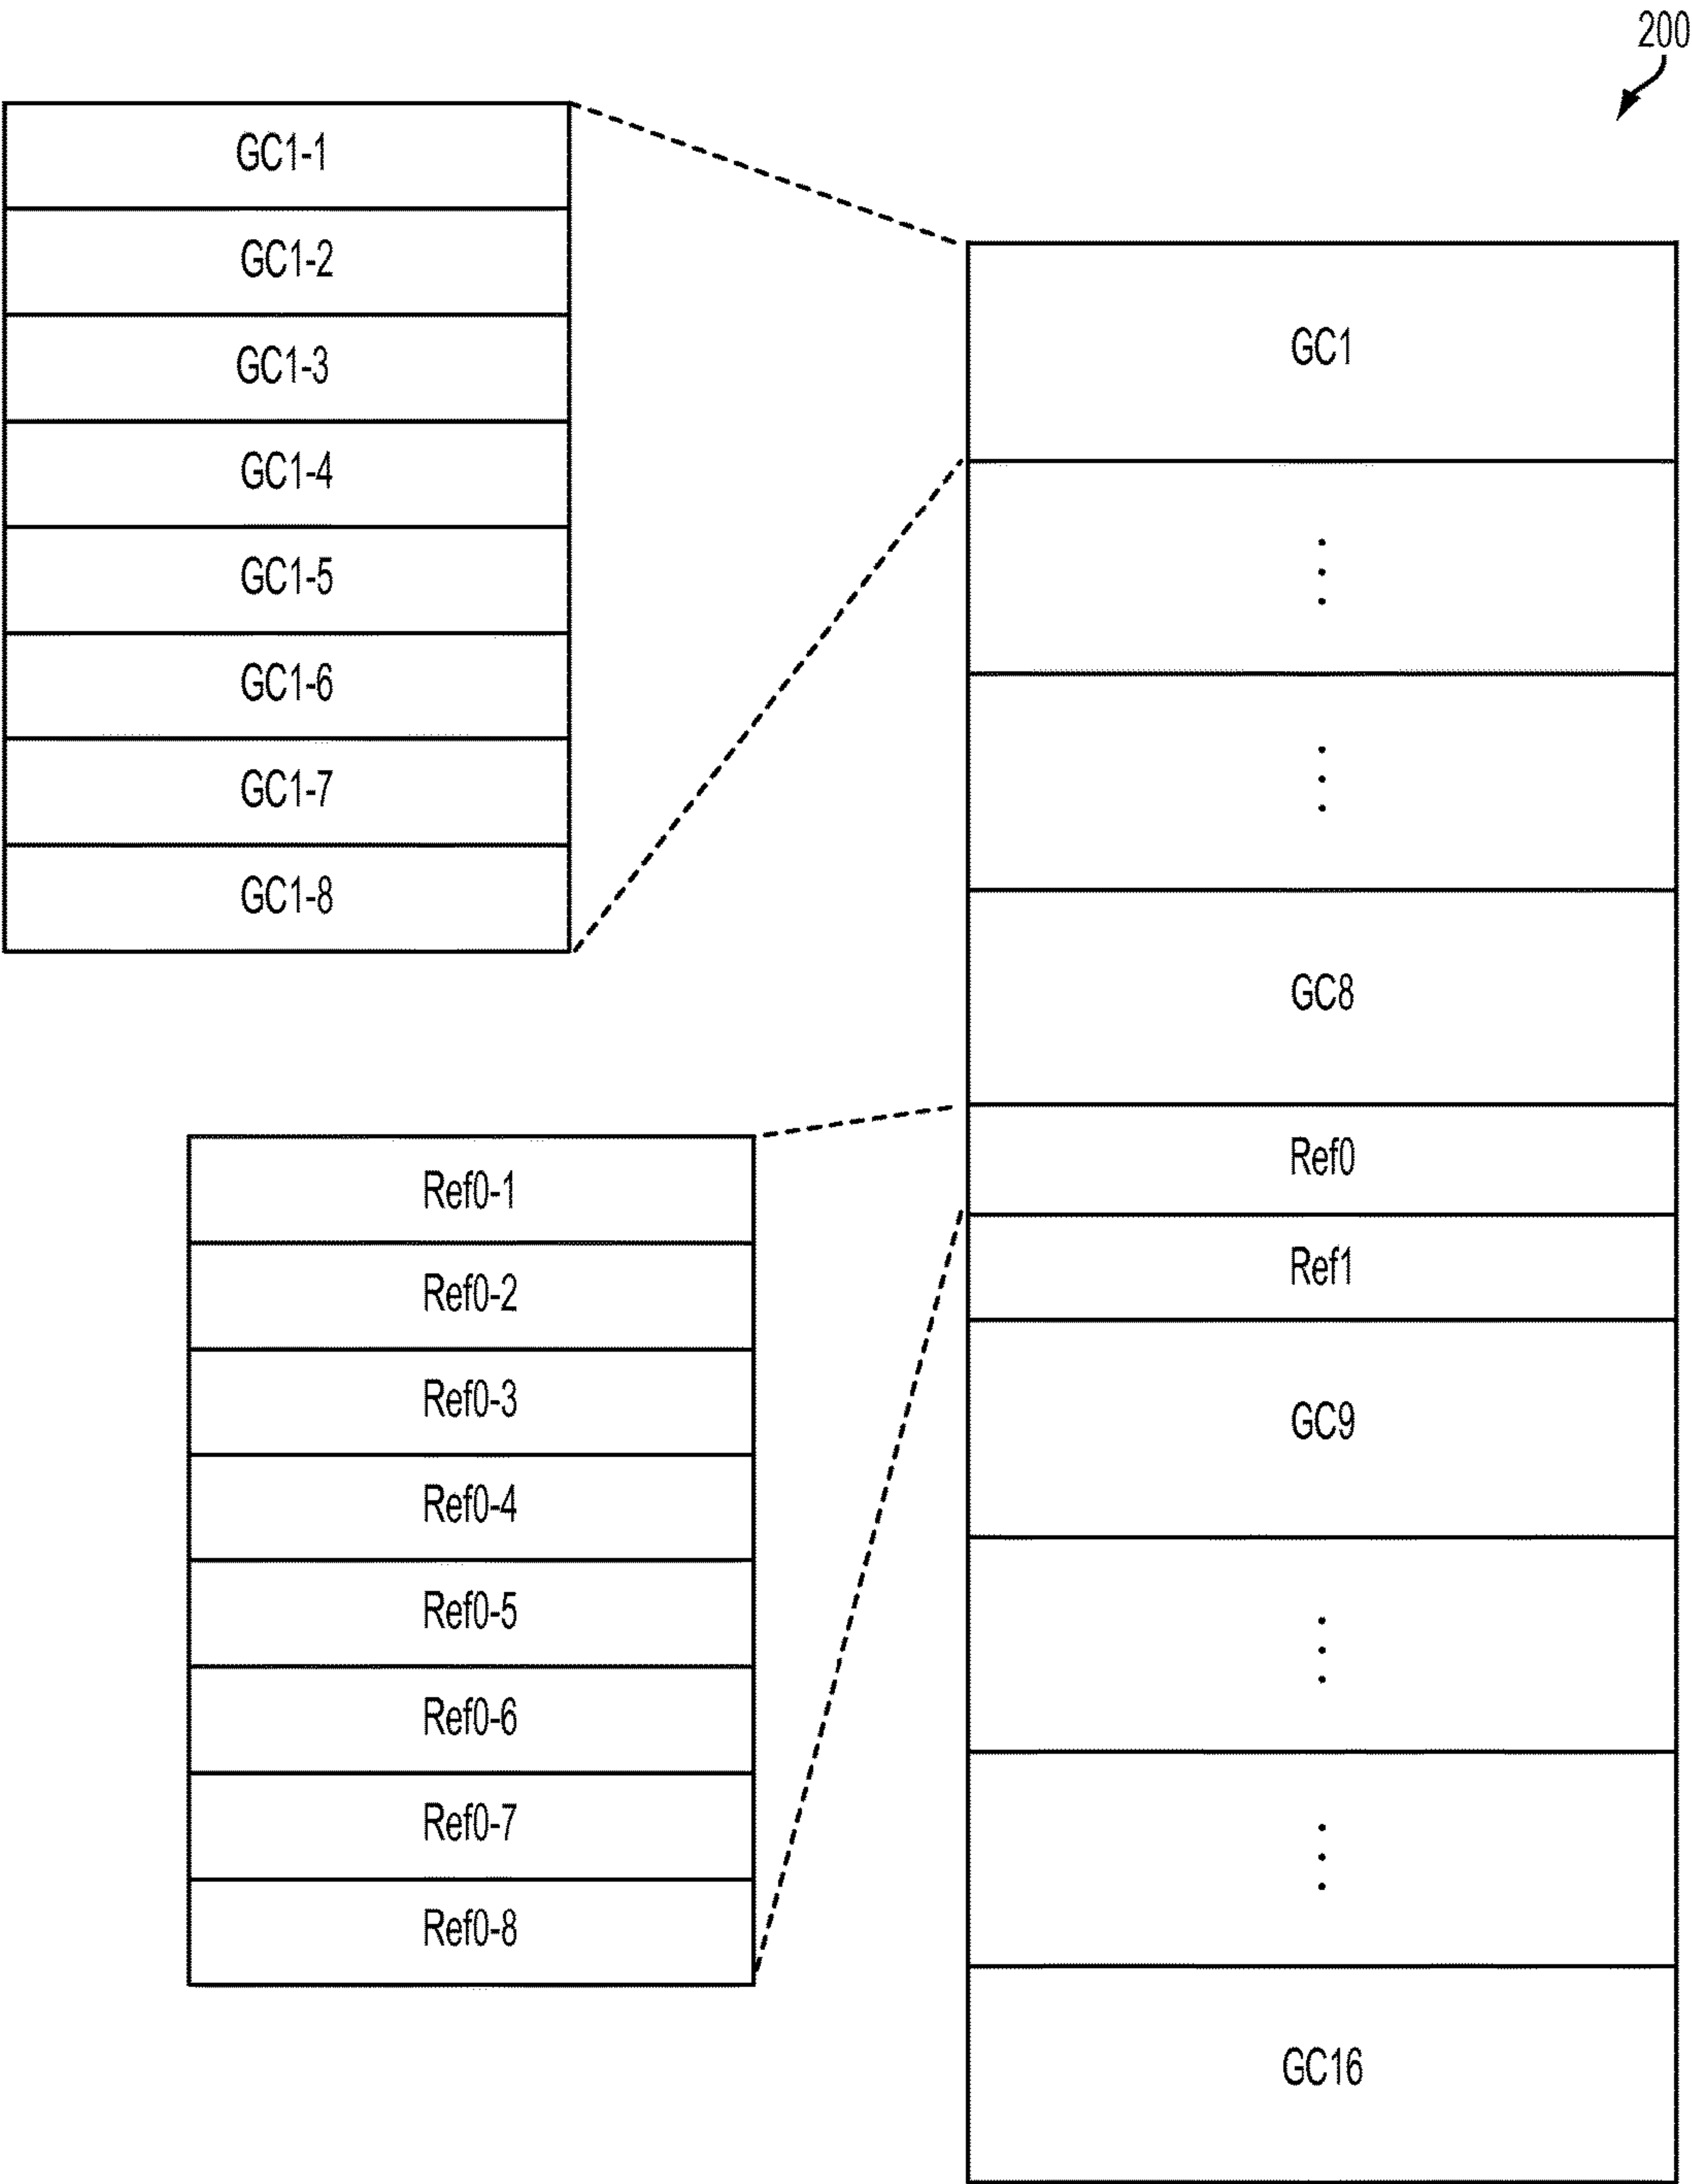 200
GC1-1
GC1-2
GC1-3
GC1-4
GC1-5
GC1-6
GC1-7
GC1-8
Ref0-1
Ref0-2
Ref0-3
Ref0-4
Ref0-5
Ref0-6
Ref0-7
Ref0-8
GC1
GC8
Ref0
Ref1
GC9
GC16